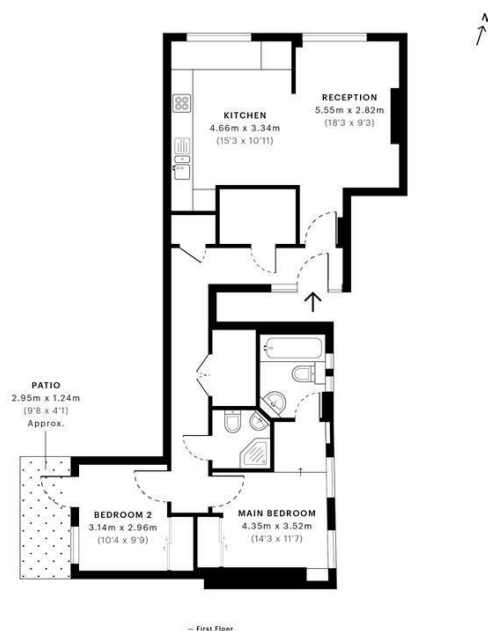 N
RECEPTION
5.55m x 2.82m
(18'3 x 9'3)
KITCHEN
4.66m x 3.34m
(15'3 x 10'11)
PATIO
2.95m x 1.24m
(9'8 x 4'1)
Approx.
BEDROOM 2
3.14m x 2.96m
(10'4 x 9'9)
MAIN BEDROOM
4.35m x 3.52m
(14'3 x 11'7)
— First Floor